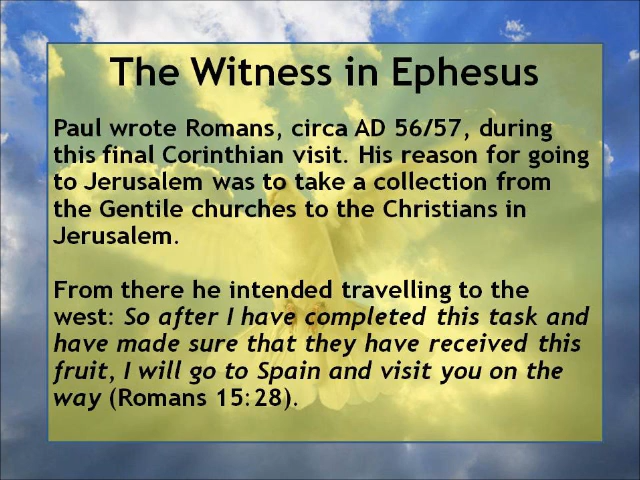 The Witness in Ephesus
Paul wrote Romans, circa AD 56/57, during
this final Corinthian visit. His reason for going
to Jerusalem was to take a collection from
the Gentile churches to the Christians in
Jerusalem.
From there he intended travelling to the
west: So after I have completed this task and
have made sure that they have received this
fruit, I will go to Spain and visit you on the
way (Romans 15:28).